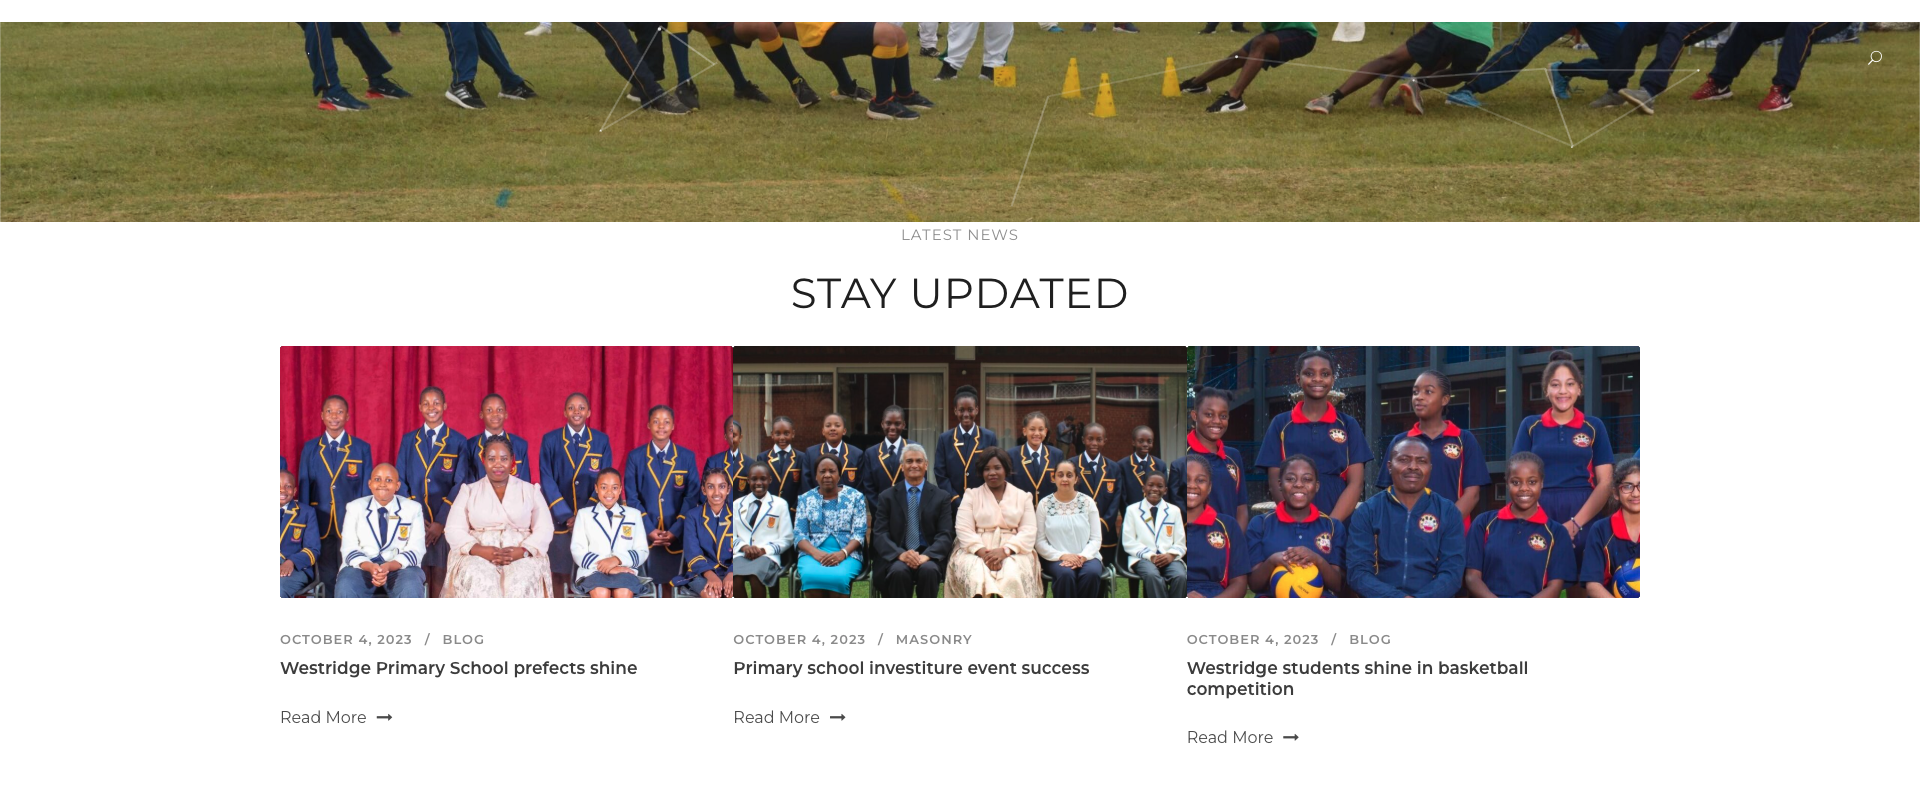 LATEST NEWS
STAY UPDATED
OCTOBER 4, 2023 / BLOG
Westridge Primary School prefects shine
Read More
OCTOBER 4, 2023 / MASONRY
Primary school investiture event success
Read More
OCTOBER 4, 2023 / BLOG
Westridge students shine in basketball
competition
Read More